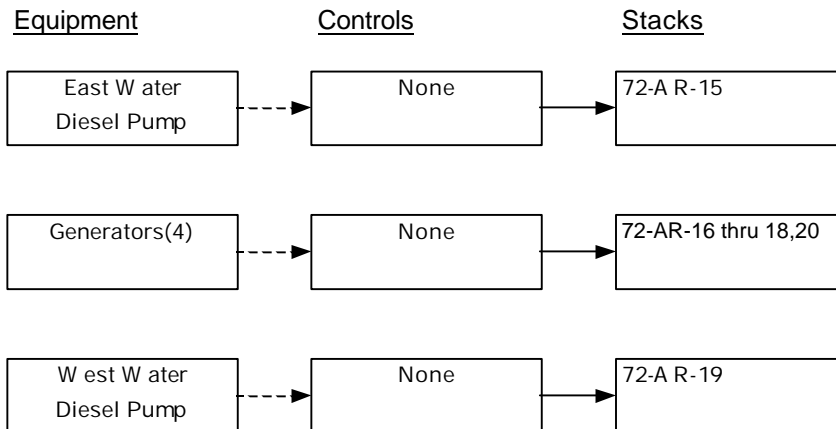 Equipment Controls Stacks
East W ater
Diesel Pump
None
72-A R-15
Generators(4)
None
72-AR-16 thru 18,20
W est W ater
Diesel Pump
None
72-A R-19